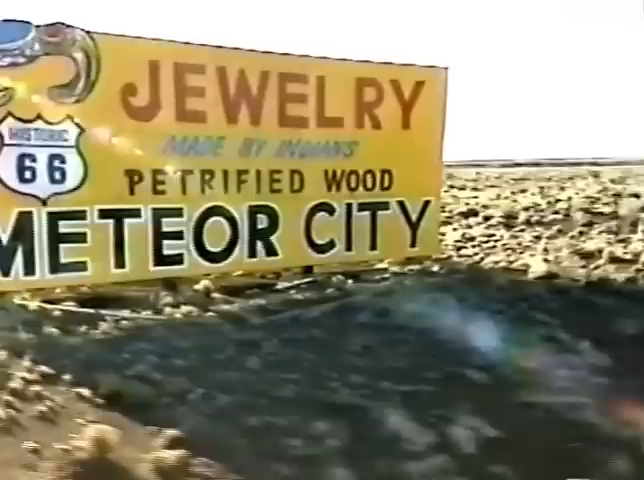 JEWELRY
MADE BY INDIANS
HISTORIC
66
PETRIFIED WOOD
METEOR CITY